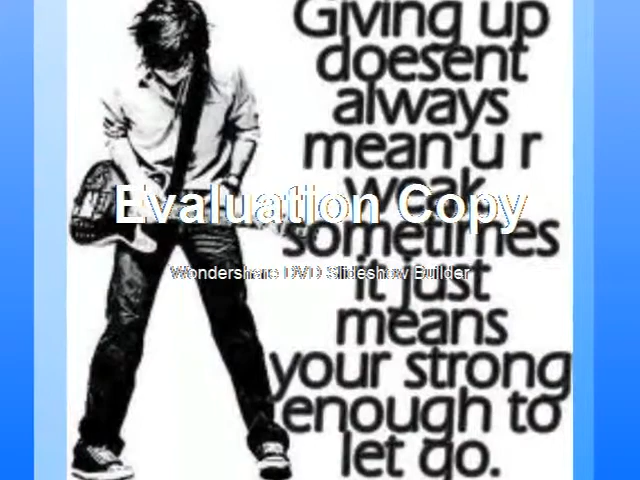 Giving up
doesent
always
mean u r
weak
Evaluation Copy
sometimes
Wondershare DVD Slideshow Builder
it just
means
your strong
enough to
let go.